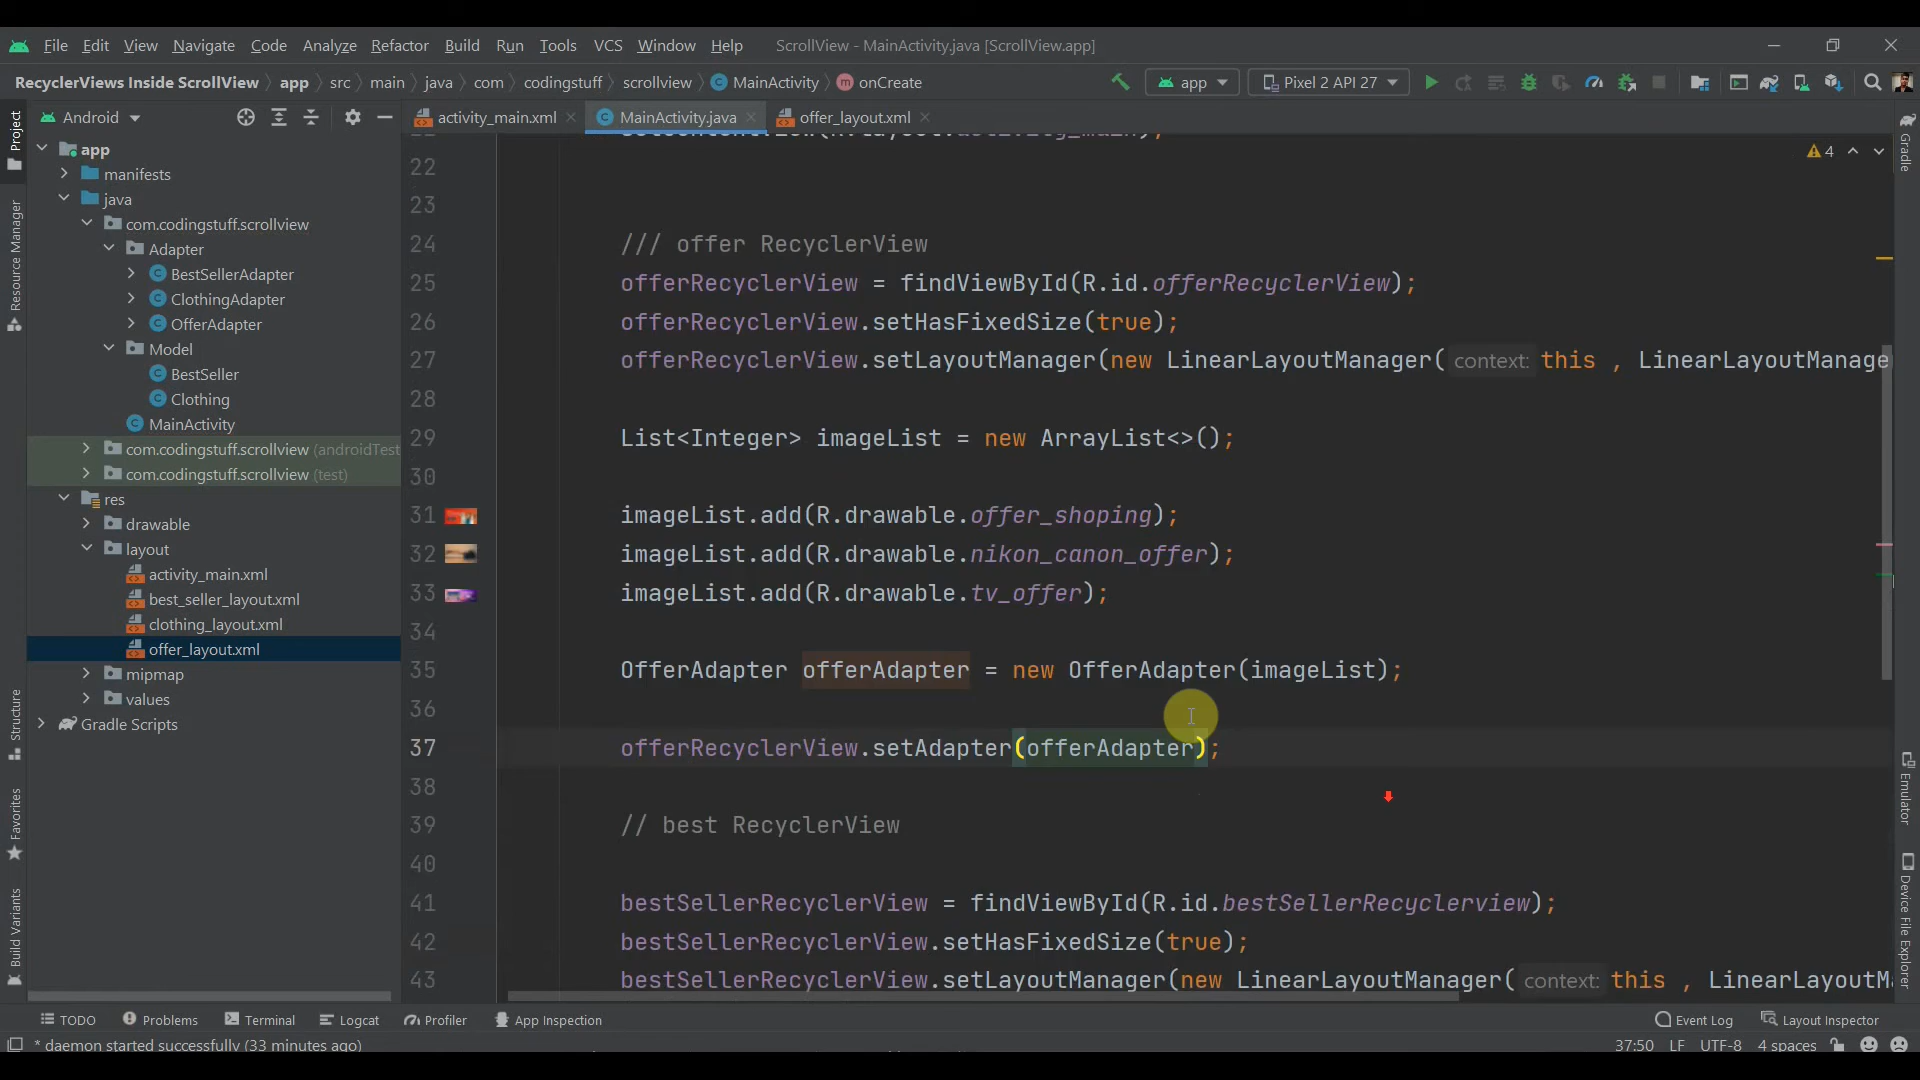 File Edit View Navigate Code Analyze Refactor Build Run Tools VCS Window Help ScrollView - MainActivity.java [ScrollView.app]
RecyclerViews Inside ScrollView app src main java com codingstuff scrollview MainActivity onCreate app Pixel 2 API 27
Android
activity_main.xml MainActivity.java offer_layout.xml
Project
Resource Manager
Structure
Favorites
Build Variants
app
manifests
java
com.codingstuff.scrollview
Adapter
BestSellerAdapter
ClothingAdapter
OfferAdapter
Model
BestSeller
Clothing
MainActivity
com.codingstuff.scrollview (androidTest
com.codingstuff.scrollview (test)
res
drawable
layout
activity_main.xml
best_seller_layout.xml
clothing_layout.xml
offer_layout.xml
mipmap
values
Gradle Scripts
4
22
23
24 /// offer RecyclerView
25 offerRecyclerView = findViewById(R.id.offerRecyclerView);
26 offerRecyclerView.setHasFixedSize(true);
27 offerRecyclerView.setLayoutManager(new LinearLayoutManager( context: this , LinearLayoutManage
28
29 List<Integer> imageList = new ArrayList<>();
30
31 imageList.add(R.drawable.offer_shoping);
32 imageList.add(R.drawable.nikon_canon_offer);
33 imageList.add(R.drawable.tv_offer);
34
35 OfferAdapter offerAdapter = new OfferAdapter(imageList);
36
37 offerRecyclerView.setAdapter(offerAdapter);
38
39 // best RecyclerView
40
41 bestSellerRecyclerView = findViewById(R.id.bestSellerRecyclerview);
42 bestSellerRecyclerView.setHasFixedSize(true);
43 bestSellerRecyclerView.setLayoutManager(new LinearLayoutManager( context: this , LinearLayoutM
Gradle
Emulator
Device File Explorer
TODO Problems Terminal Logcat Profiler App Inspection Event Log Layout Inspector
* daemon started successfully (33 minutes ago) 37:50 LF UTF-8 4 spaces